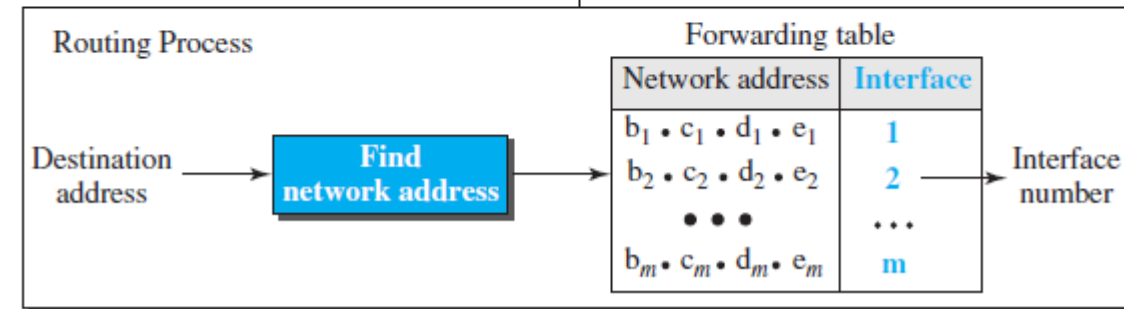 Routing Process
Forwarding table
Network address Interface
b₁ • c₁ • d₁ • e₁ 1
Destination address
Find
network address
b₂ • c₂ • d₂ • e₂ 2
Interface
number
• • • • • •
bₘ • cₘ • dₘ • eₘ m